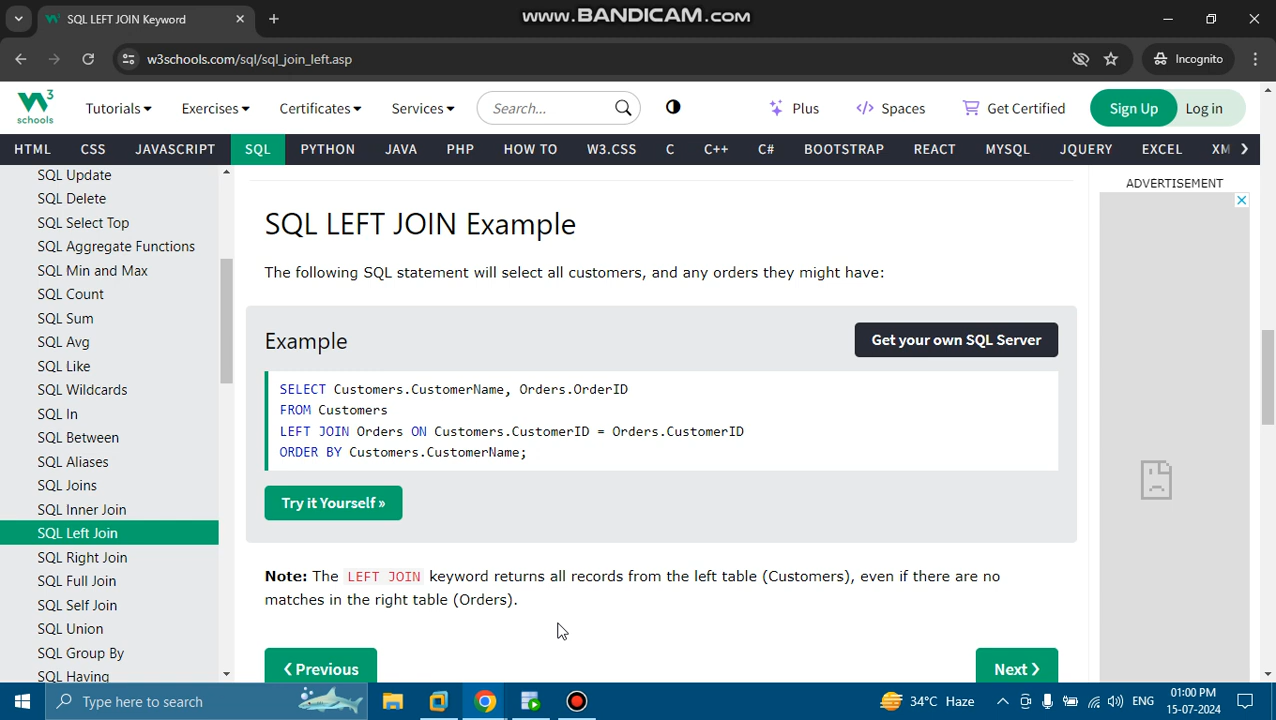 SQL LEFT JOIN Keyword
www.BANDICAM.com
w3schools.com/sql/sql_join_left.asp
Incognito
W3 schools
Tutorials Exercises Certificates Services Search... Plus Spaces Get Certified Sign Up Log in
HTML CSS JAVASCRIPT SQL PYTHON JAVA PHP HOW TO W3.CSS C C++ C# BOOTSTRAP REACT MYSQL JQUERY EXCEL XM
SQL Update
SQL Delete
SQL Select Top
SQL Aggregate Functions
SQL Min and Max
SQL Count
SQL Sum
SQL Avg
SQL Like
SQL Wildcards
SQL In
SQL Between
SQL Aliases
SQL Joins
SQL Inner Join
SQL Left Join
SQL Right Join
SQL Full Join
SQL Self Join
SQL Union
SQL Group By
SQL Having
SQL LEFT JOIN Example
The following SQL statement will select all customers, and any orders they might have:
Example
Get your own SQL Server
SELECT Customers.CustomerName, Orders.OrderID
FROM Customers
LEFT JOIN Orders ON Customers.CustomerID = Orders.CustomerID
ORDER BY Customers.CustomerName;
Try it Yourself »
Note: The LEFT JOIN keyword returns all records from the left table (Customers), even if there are no
matches in the right table (Orders).
❮ Previous
Next ❯
ADVERTISEMENT
Type here to search
34°C Haze
ENG
01:00 PM
15-07-2024